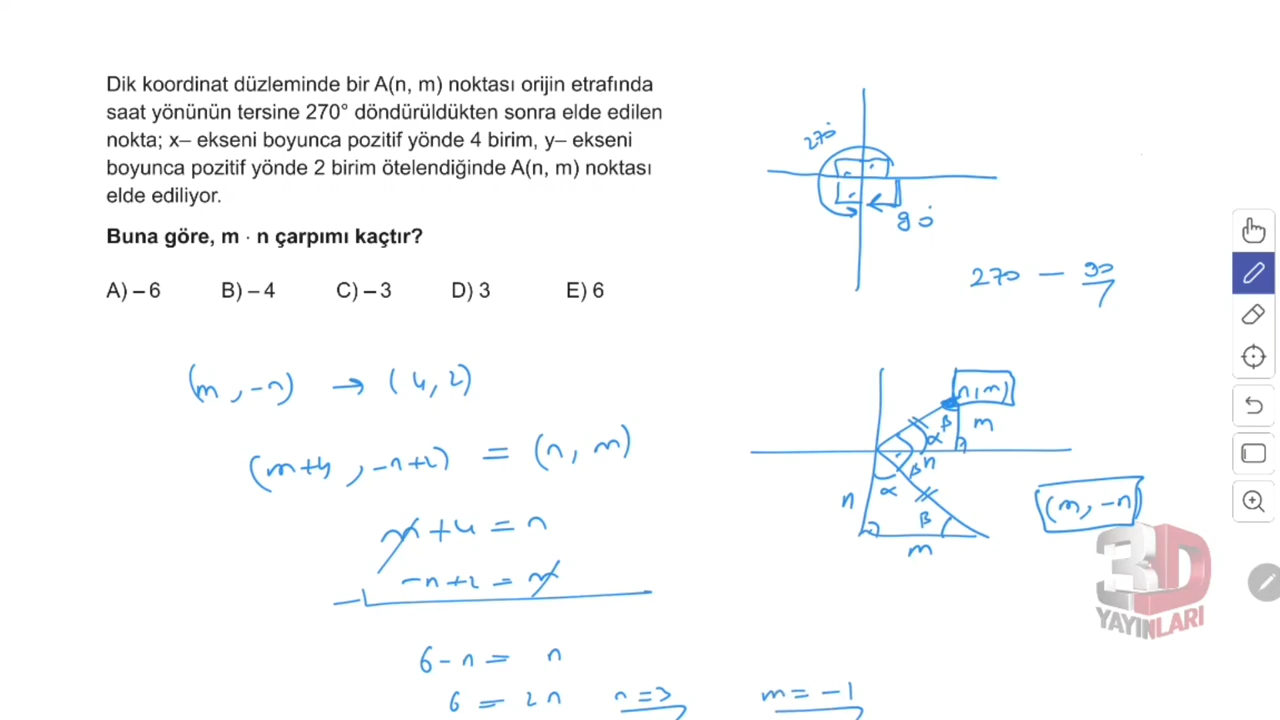 Dik koordinat düzleminde bir A(n, m) noktası orijin etrafında
saat yönünün tersine 270° döndürüldükten sonra elde edilen
nokta; x– ekseni boyunca pozitif yönde 4 birim, y– ekseni
boyunca pozitif yönde 2 birim ötelendiğinde A(n, m) noktası
elde ediliyor.
Buna göre, m · n çarpımı kaçtır?
A) – 6 B) – 4 C) – 3 D) 3 E) 6
270°
90°
270 – 90
(m, -n) → (4, 2)
(m+4, -n+2) = (n, m)
m+4 = n
-n+2 = m
6-n = n
6 = 2n n=3 m = -1
(n, m)
β
α
m
n
β
n
α
β
m
(m, -n)
3D
YAYINLARI